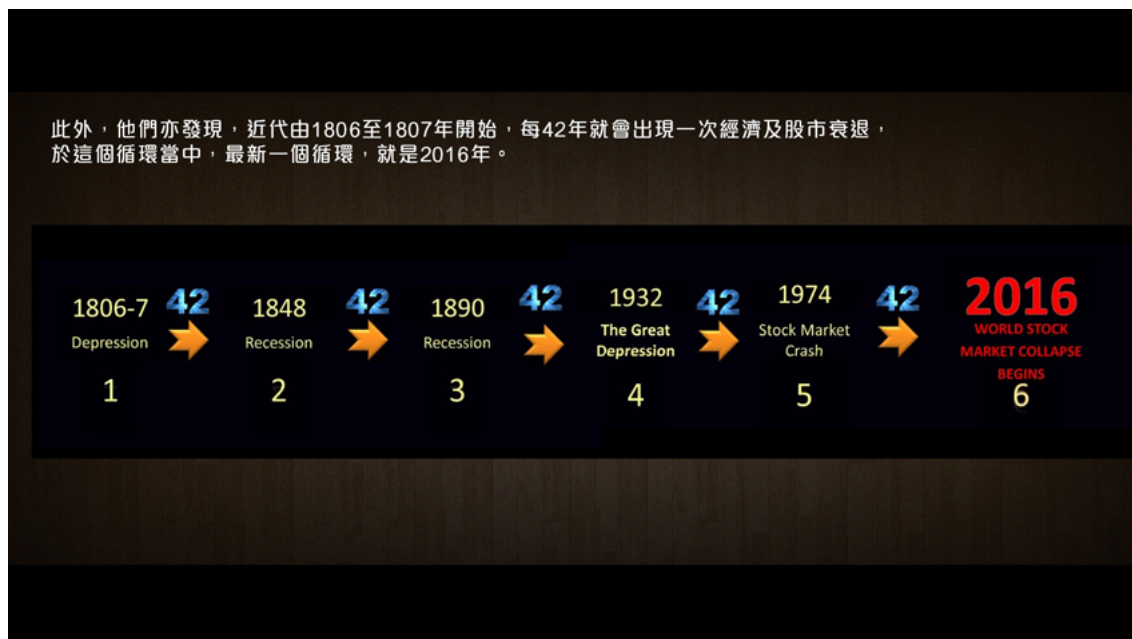 此外，他們亦發現，近代由1806至1807年開始，每42年就會出現一次經濟及股市衰退，
於這個循環當中，最新一個循環，就是2016年。
1806-7
Depression
1
42
1848
Recession
2
42
1890
Recession
3
42
1932
The Great
Depression
4
42
1974
Stock Market
Crash
5
42
2016
WORLD STOCK
MARKET COLLAPSE
BEGINS
6